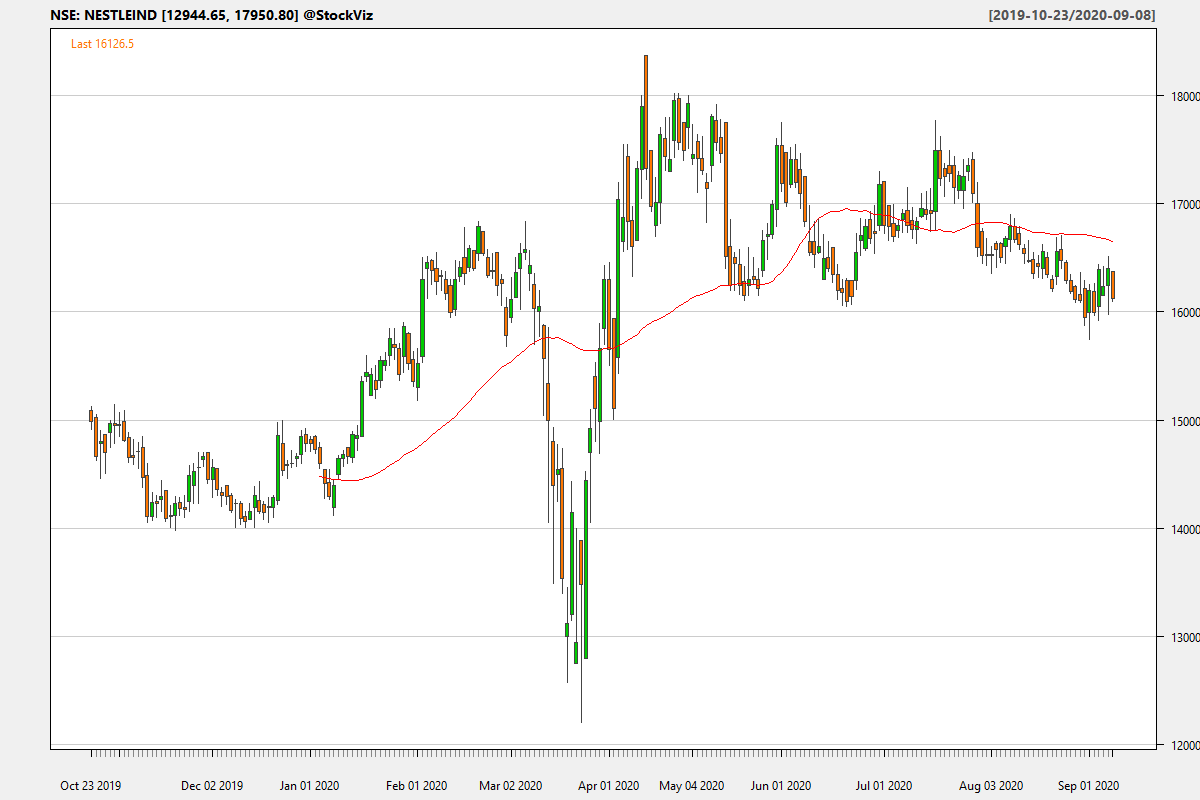 NSE: NESTLEIND [12944.65, 17950.80] @StockViz
[2019-10-23/2020-09-08]
Last 16126.5
18000
17000
16000
15000
14000
13000
12000
Oct 23 2019
Dec 02 2019
Jan 01 2020
Feb 01 2020
Mar 02 2020
Apr 01 2020
May 04 2020
Jun 01 2020
Jul 01 2020
Aug 03 2020
Sep 01 2020